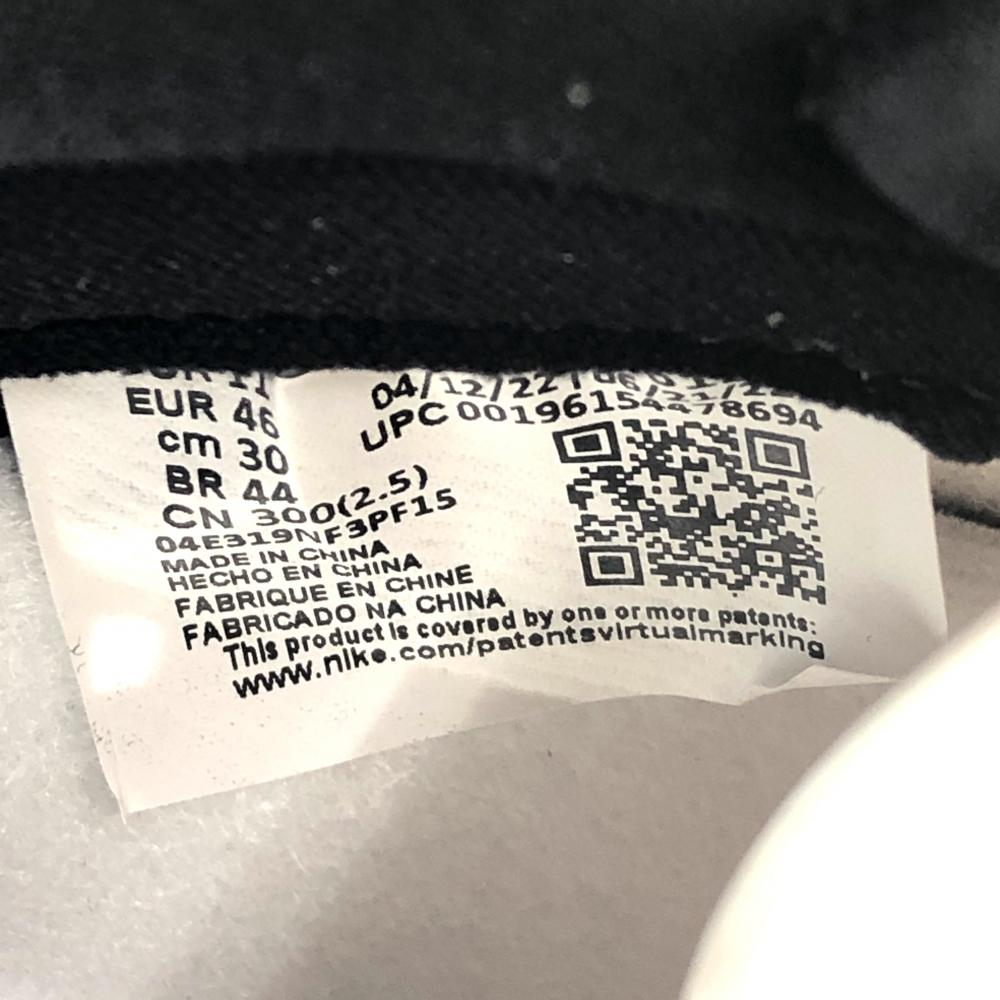 EUR 46
cm 30
BR 44
CN 300(2.5)
04E319NF3PF15
MADE IN CHINA
HECHO EN CHINA
FABRIQUE EN CHINE
FABRICADO NA CHINA
This product is covered by one or more patents:
www.nike.com/patentsvirtualmarking
04/12/22
UPC 00196154478694